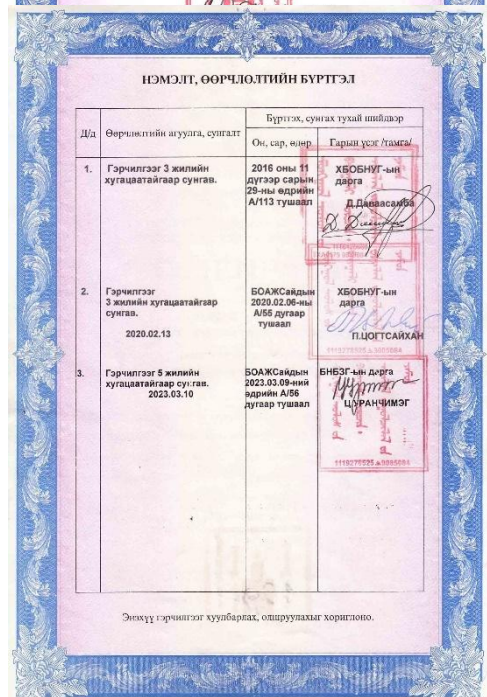 НЭМЭЛТ, ӨӨРЧЛӨЛТИЙН БҮРТГЭЛ
Д/д
Өөрчлөлтийн агуулга, сунгалт
Бүртгэх, сунгах тухай шийдвэр
Он, сар, өдөр
Гарын үсэг /тамга/
1.
Гэрчилгээг 3 жилийн
хугацаатайгаар сунгав.
2016 оны 11
дүгээр сарын
29-ны өдрийн
А/113 тушаал
ХБОБНУГ-ын
дарга
Д.Даваасамба
2.
Гэрчилгээг
3 жилийн хугацаатайгаар
сунгав.
2020.02.13
БОАЖСайдын
2020.02.06-ны
А/55 дугаар
тушаал
ХБОБНУГ-ын
дарга
П.ЦОГТСАЙХАН
3.
Гэрчилгээг 5 жилийн
хугацаатайгаар сунгав.
2023.03.10
БОАЖСайдын
2023.03.09-ний
өдрийн А/56
дугаар тушаал
БНБЗГ-ын дарга
Ц.УРАНЧИМЭГ
Энэхүү гэрчилгээг хуулбарлах, олшруулахыг хориглоно.